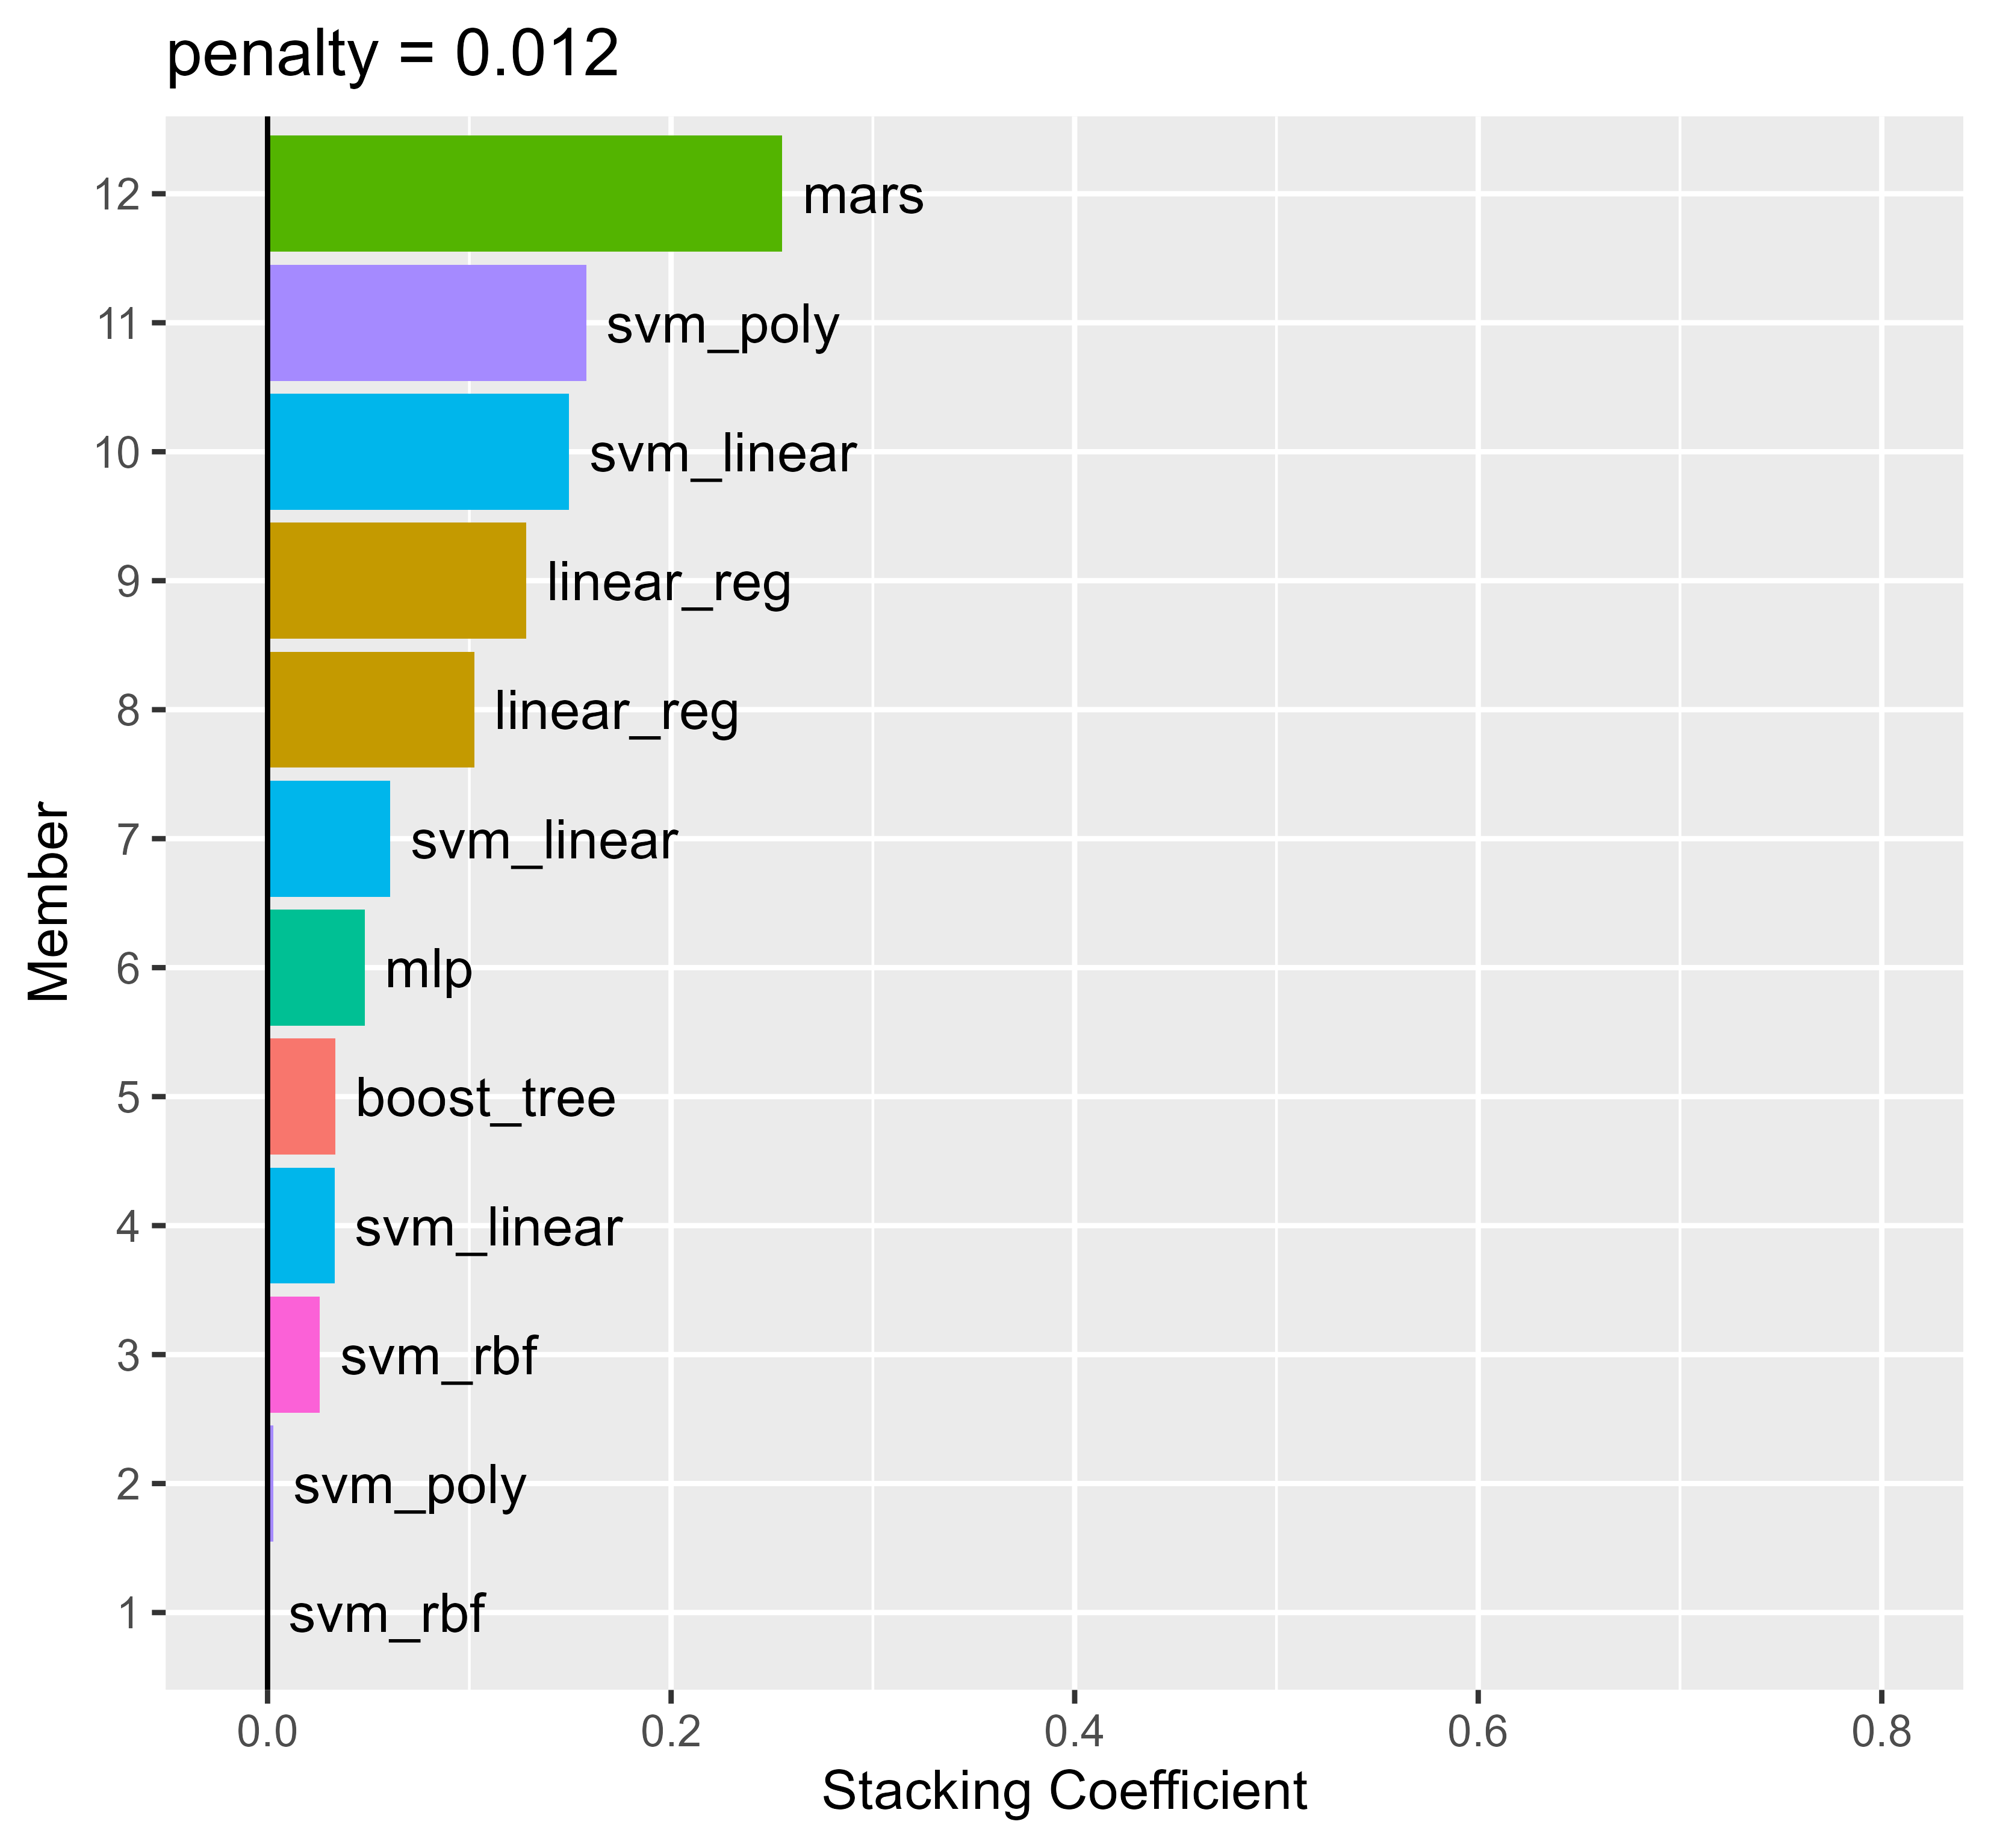 penalty = 0.012
12
mars
11
svm_poly
10
svm_linear
9
linear_reg
8
linear_reg
7
svm_linear
6
mlp
5
boost_tree
4
svm_linear
3
svm_rbf
2
svm_poly
1
svm_rbf
Member
0.0 0.2 0.4 0.6 0.8
Stacking Coefficient